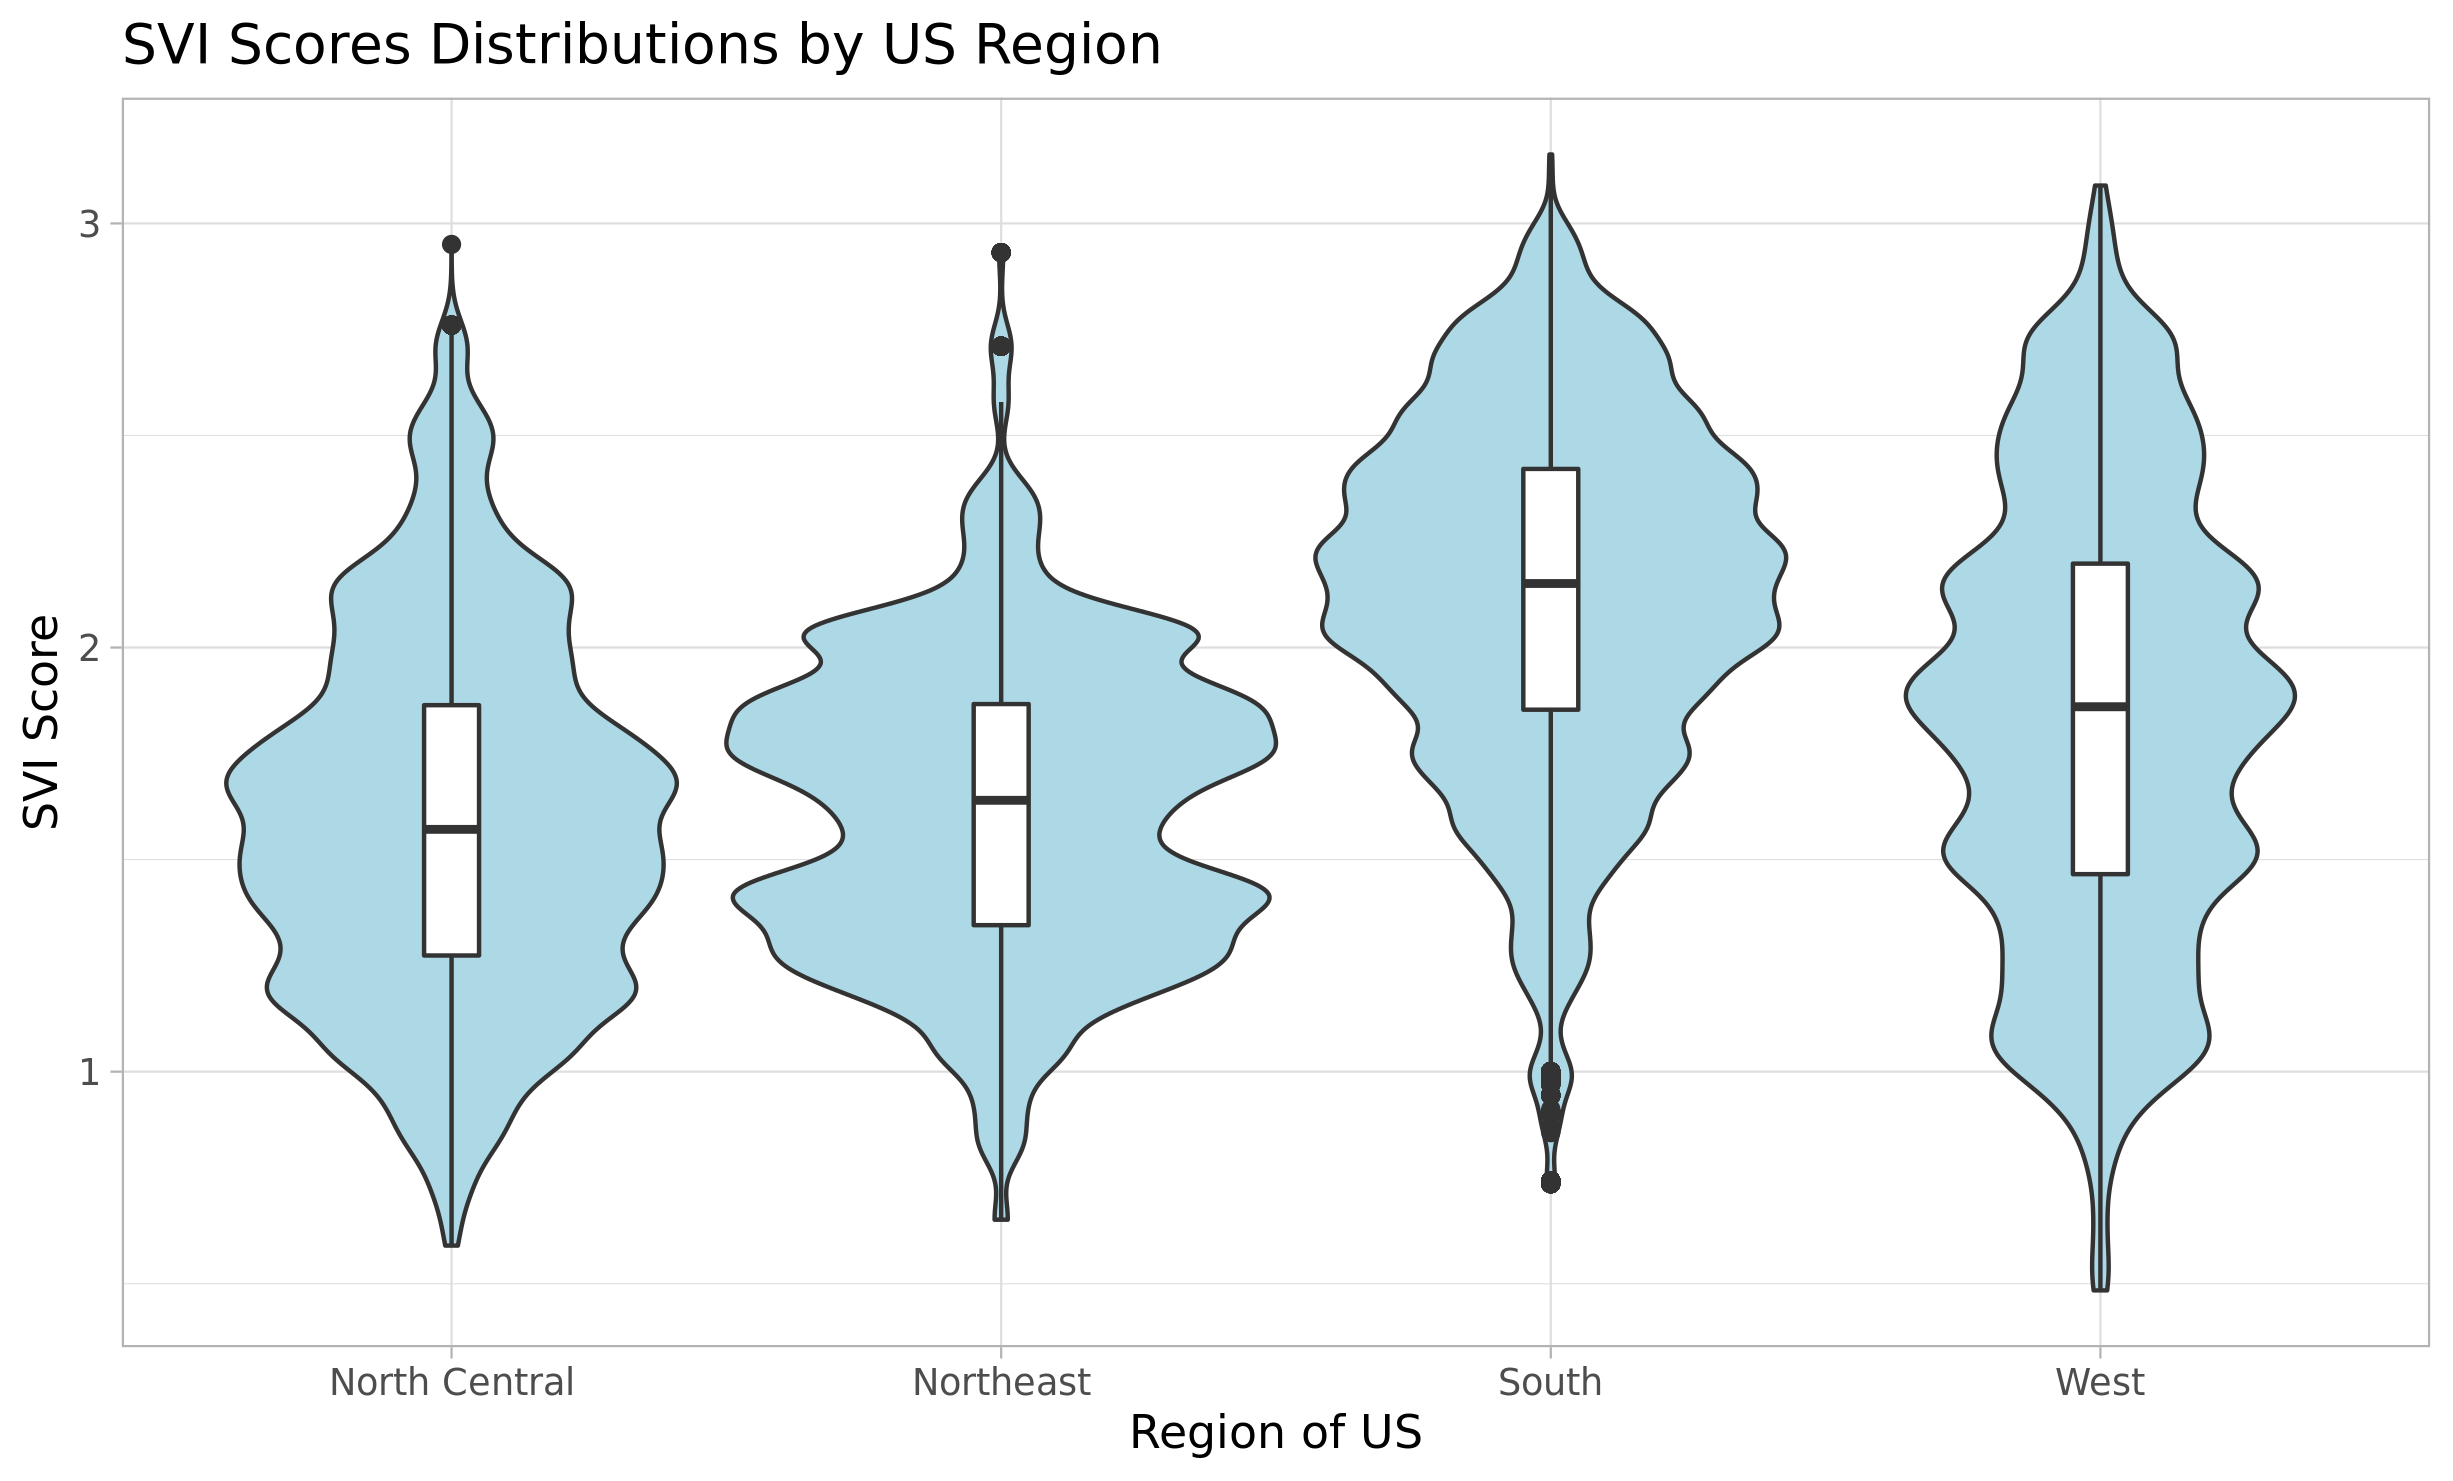 SVI Scores Distributions by US Region
SVI Score
3
2
1
North Central
Northeast
South
West
Region of US